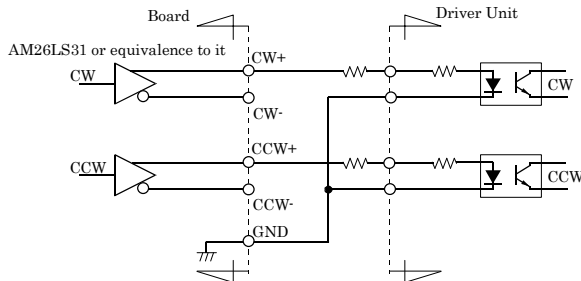 Board
Driver Unit
AM26LS31 or equivalence to it
CW
CW+
CW-
CW
CCW
CCW+
CCW-
CCW
GND